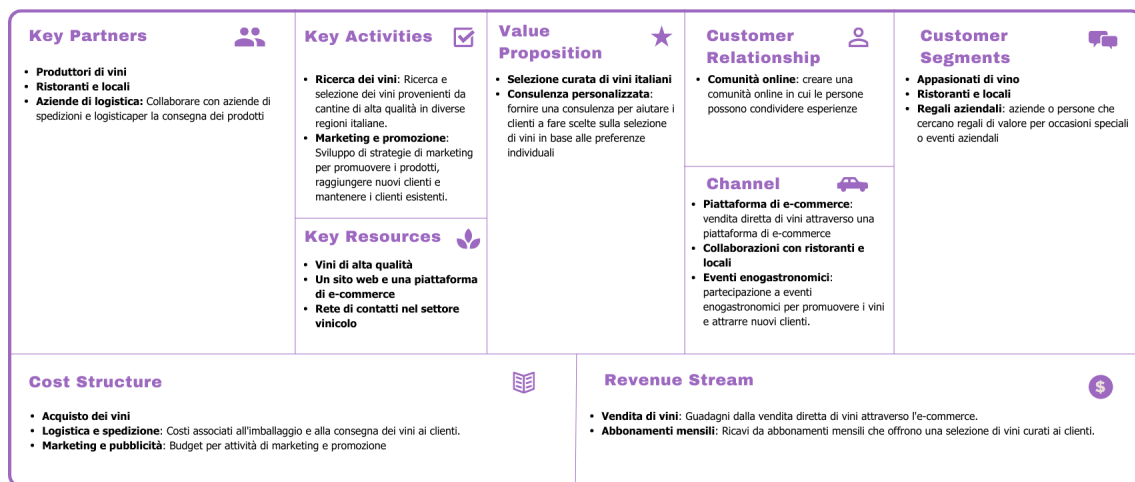 Key Partners
• Produttori di vini
• Ristoranti e locali
• Aziende di logistica: Collaborare con aziende di
spedizioni e logisticaper la consegna dei prodotti
Key Activities
• Ricerca dei vini: Ricerca e
selezione dei vini provenienti da
cantine di alta qualità in diverse
regioni italiane.
• Marketing e promozione:
Sviluppo di strategie di marketing
per promuovere i prodotti,
raggiungere nuovi clienti e
mantenere i clienti esistenti.
Key Resources
• Vini di alta qualità
• Un sito web e una piattaforma
di e-commerce
• Rete di contatti nel settore
vinicolo
Value
Proposition
• Selezione curata di vini italiani
• Consulenza personalizzata:
fornire una consulenza per aiutare i
clienti a fare scelte sulla selezione
di vini in base alle preferenze
individuali
Customer
Relationship
• Comunità online: creare una
comunità online in cui le persone
possono condividere esperienze
Channel
• Piattaforma di e-commerce:
vendita diretta di vini attraverso una
piattaforma di e-commerce
• Collaborazioni con ristoranti e
locali
• Eventi enogastronomici:
partecipazione a eventi
enogastronomici per promuovere i vini
e attrarre nuovi clienti.
Customer
Segments
• Appasionati di vino
• Ristoranti e locali
• Regali aziendali: aziende o persone che
cercano regali di valore per occasioni speciali
o eventi aziendali
Cost Structure
• Acquisto dei vini
• Logistica e spedizione: Costi associati all'imballaggio e alla consegna dei vini ai clienti.
• Marketing e pubblicità: Budget per attività di marketing e promozione
Revenue Stream
$
• Vendita di vini: Guadagni dalla vendita diretta di vini attraverso l'e-commerce.
• Abbonamenti mensili: Ricavi da abbonamenti mensili che offrono una selezione di vini curati ai clienti.